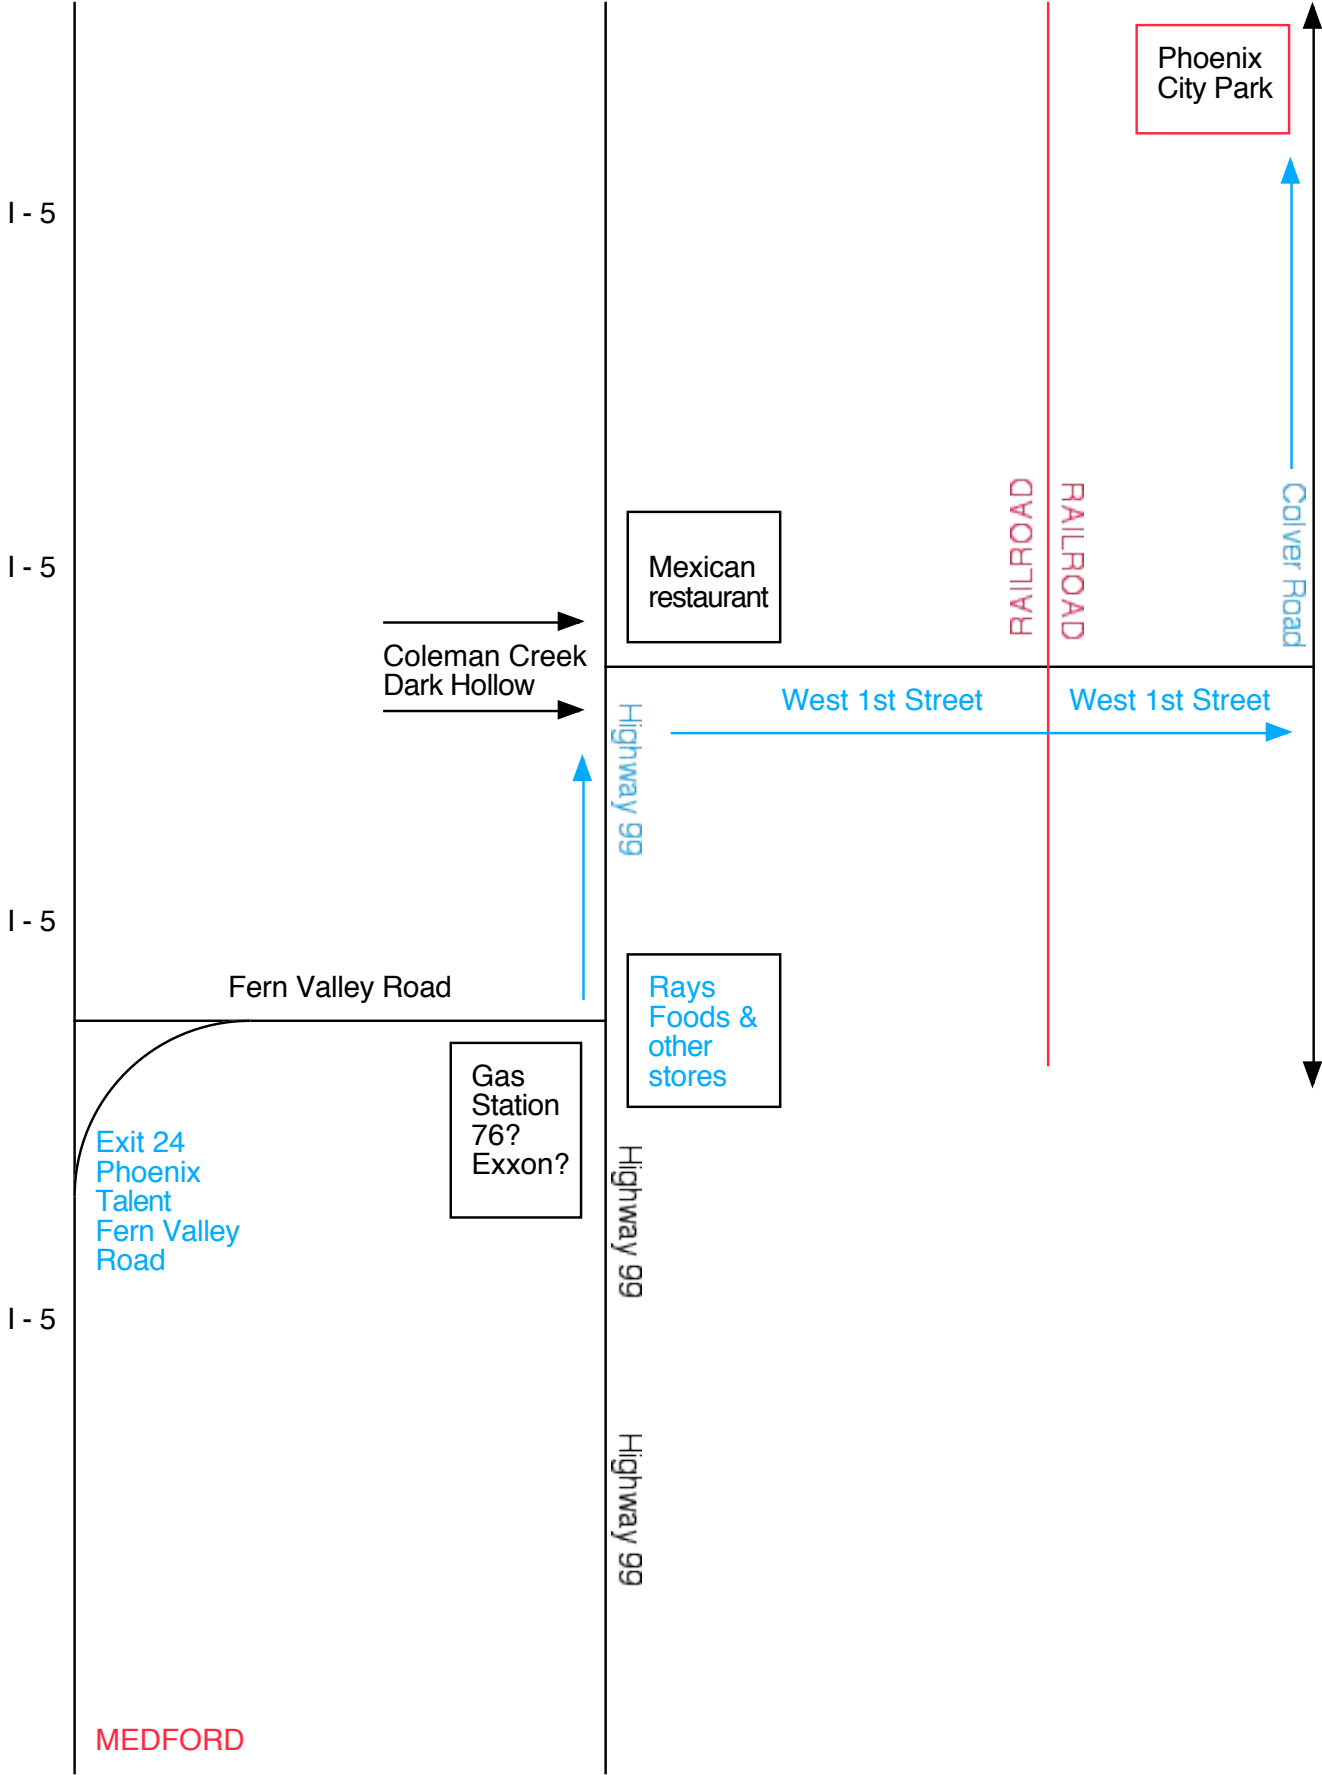 Phoenix
City Park
I - 5
I - 5
Mexican
restaurant
RAILROAD
RAILROAD
Colver Road
Coleman Creek
Dark Hollow
West 1st Street
West 1st Street
Highway 99
I - 5
Fern Valley Road
Rays
Foods &
other
stores
Gas
Station
76?
Exxon?
Exit 24
Phoenix
Talent
Fern Valley
Road
Highway 99
I - 5
Highway 99
MEDFORD